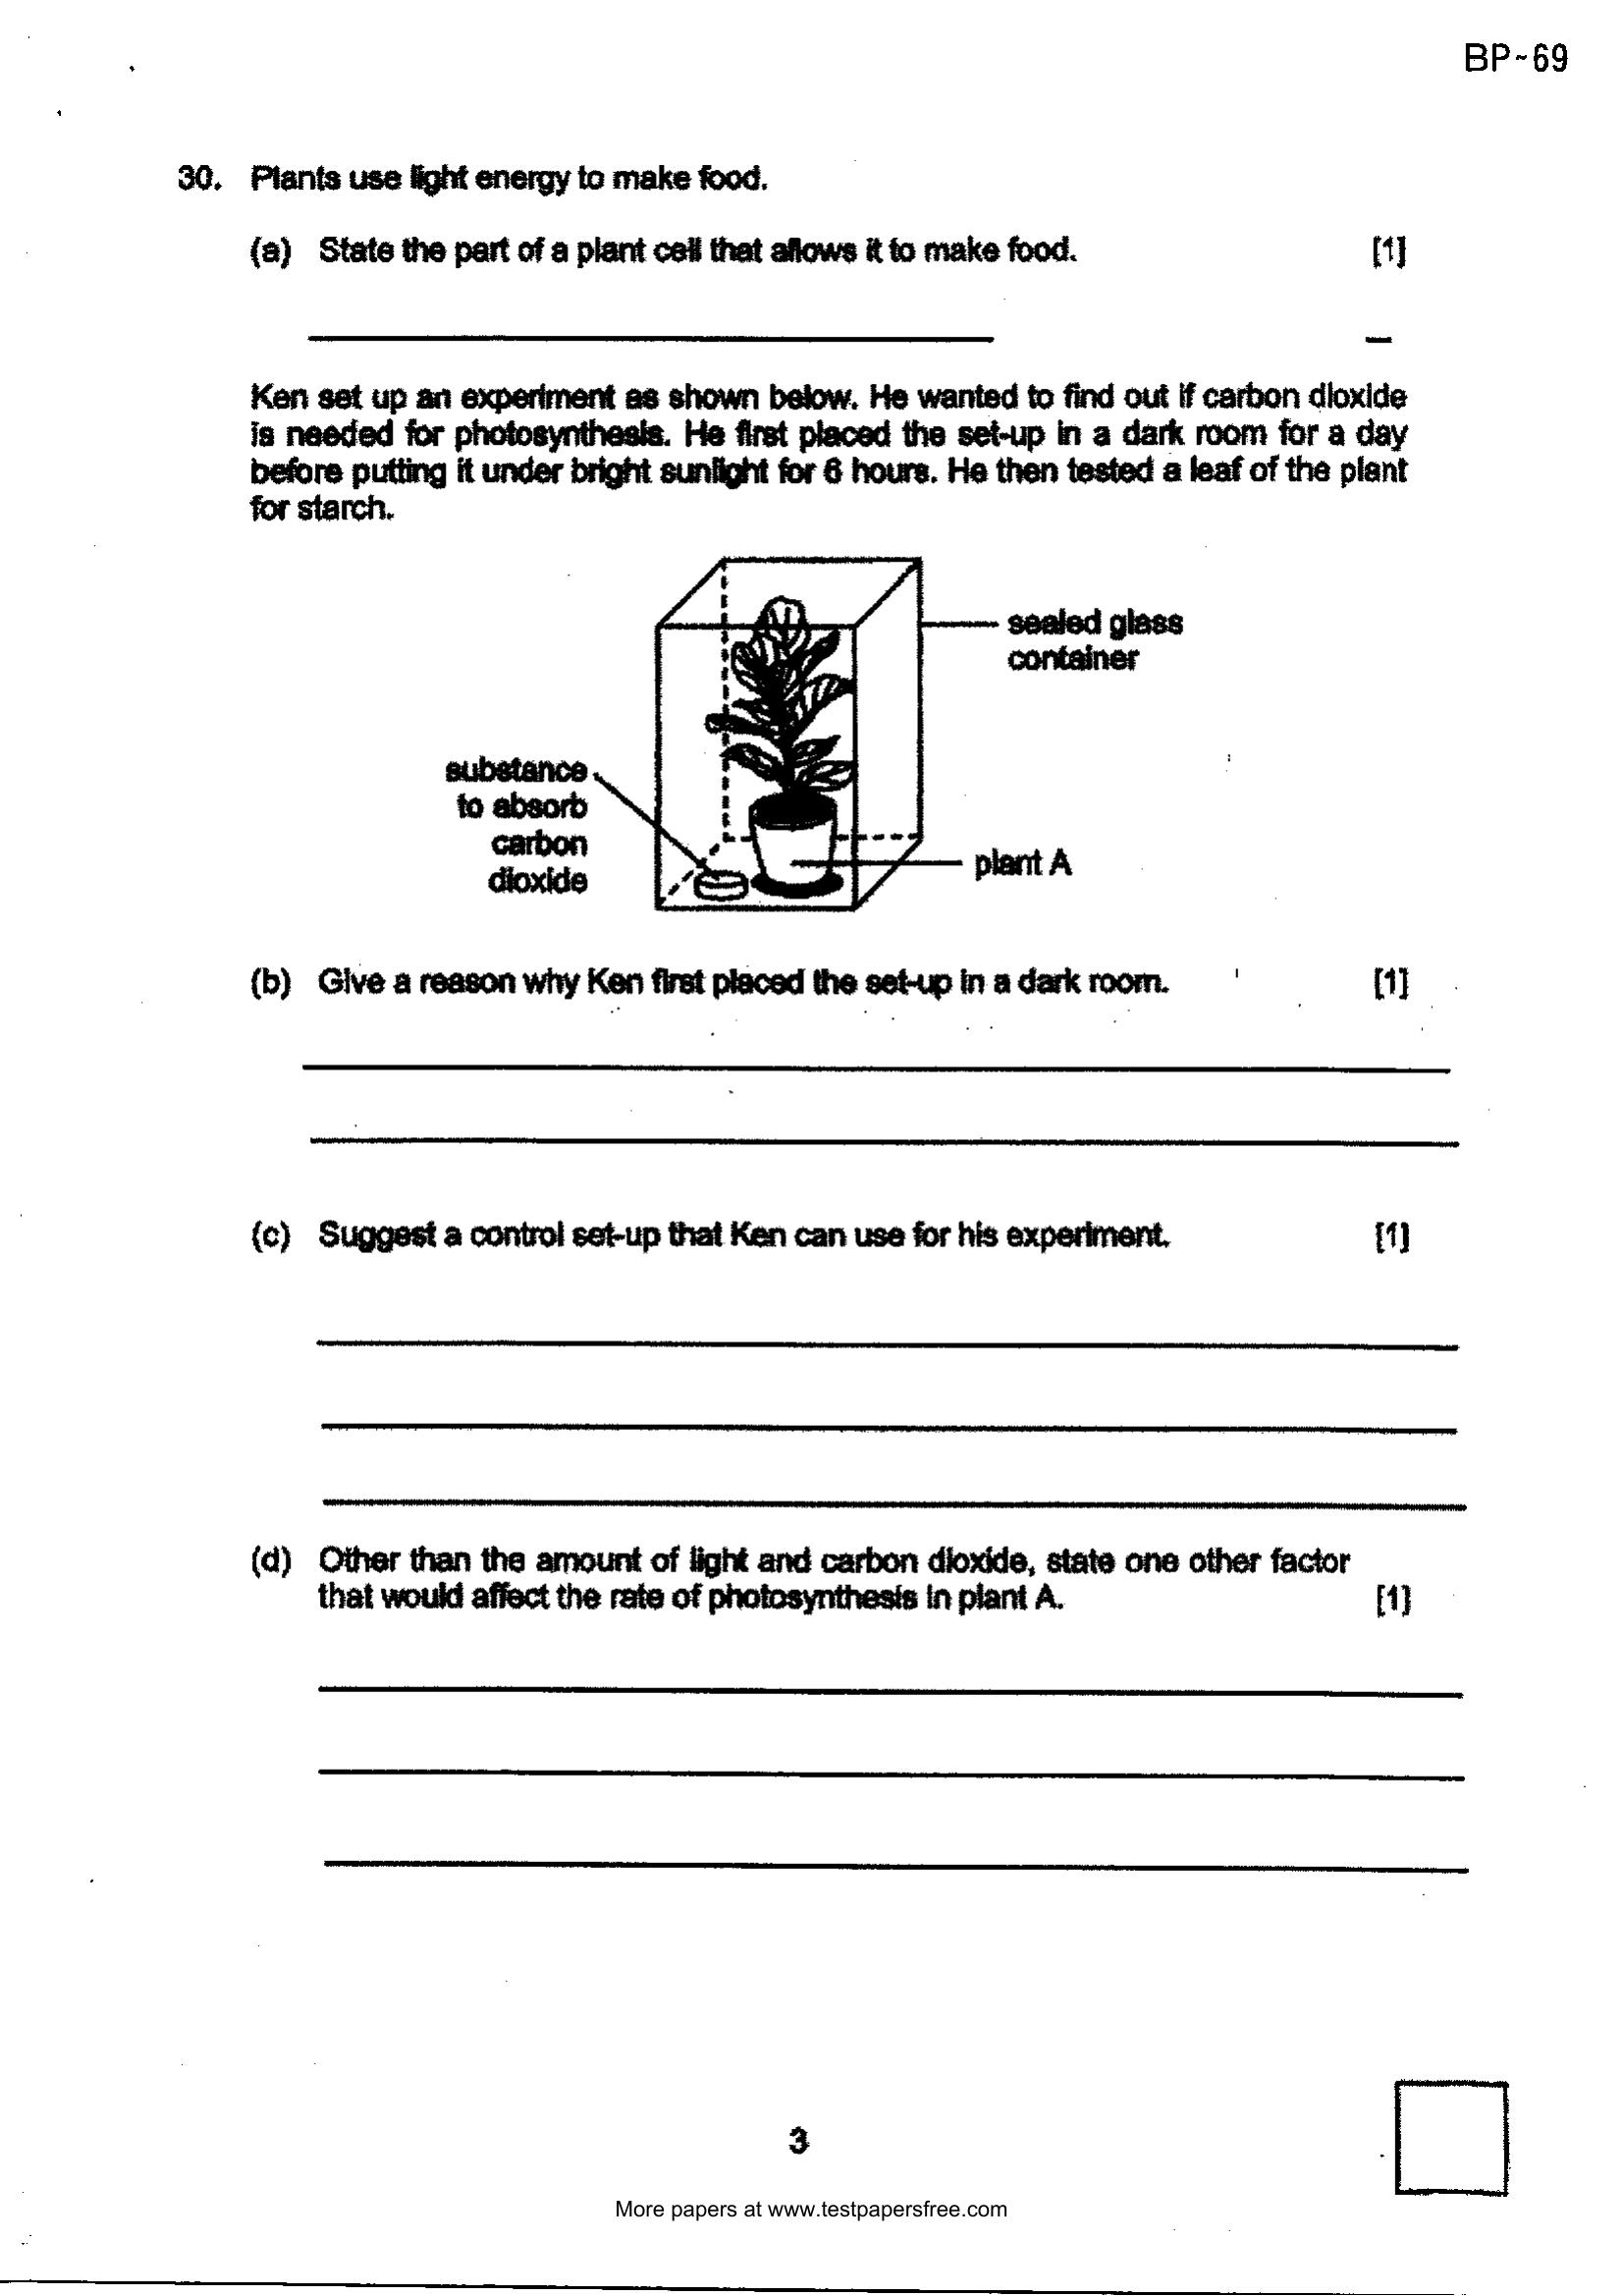 BP-69
30. Plants use light energy to make food.
(a) State the part of a plant cell that allows it to make food. [1]
Ken set up an experiment as shown below. He wanted to find out if carbon dioxide
is needed for photosynthesis. He first placed the set-up in a dark room for a day
before putting it under bright sunlight for 6 hours. He then tested a leaf of the plant
for starch.
sealed glass
container
substance
to absorb
carbon
dioxide
plant A
(b) Give a reason why Ken first placed the set-up in a dark room. [1]
(c) Suggest a control set-up that Ken can use for his experiment. [1]
(d) Other than the amount of light and carbon dioxide, state one other factor
that would affect the rate of photosynthesis in plant A. [1]
3
More papers at www.testpapersfree.com